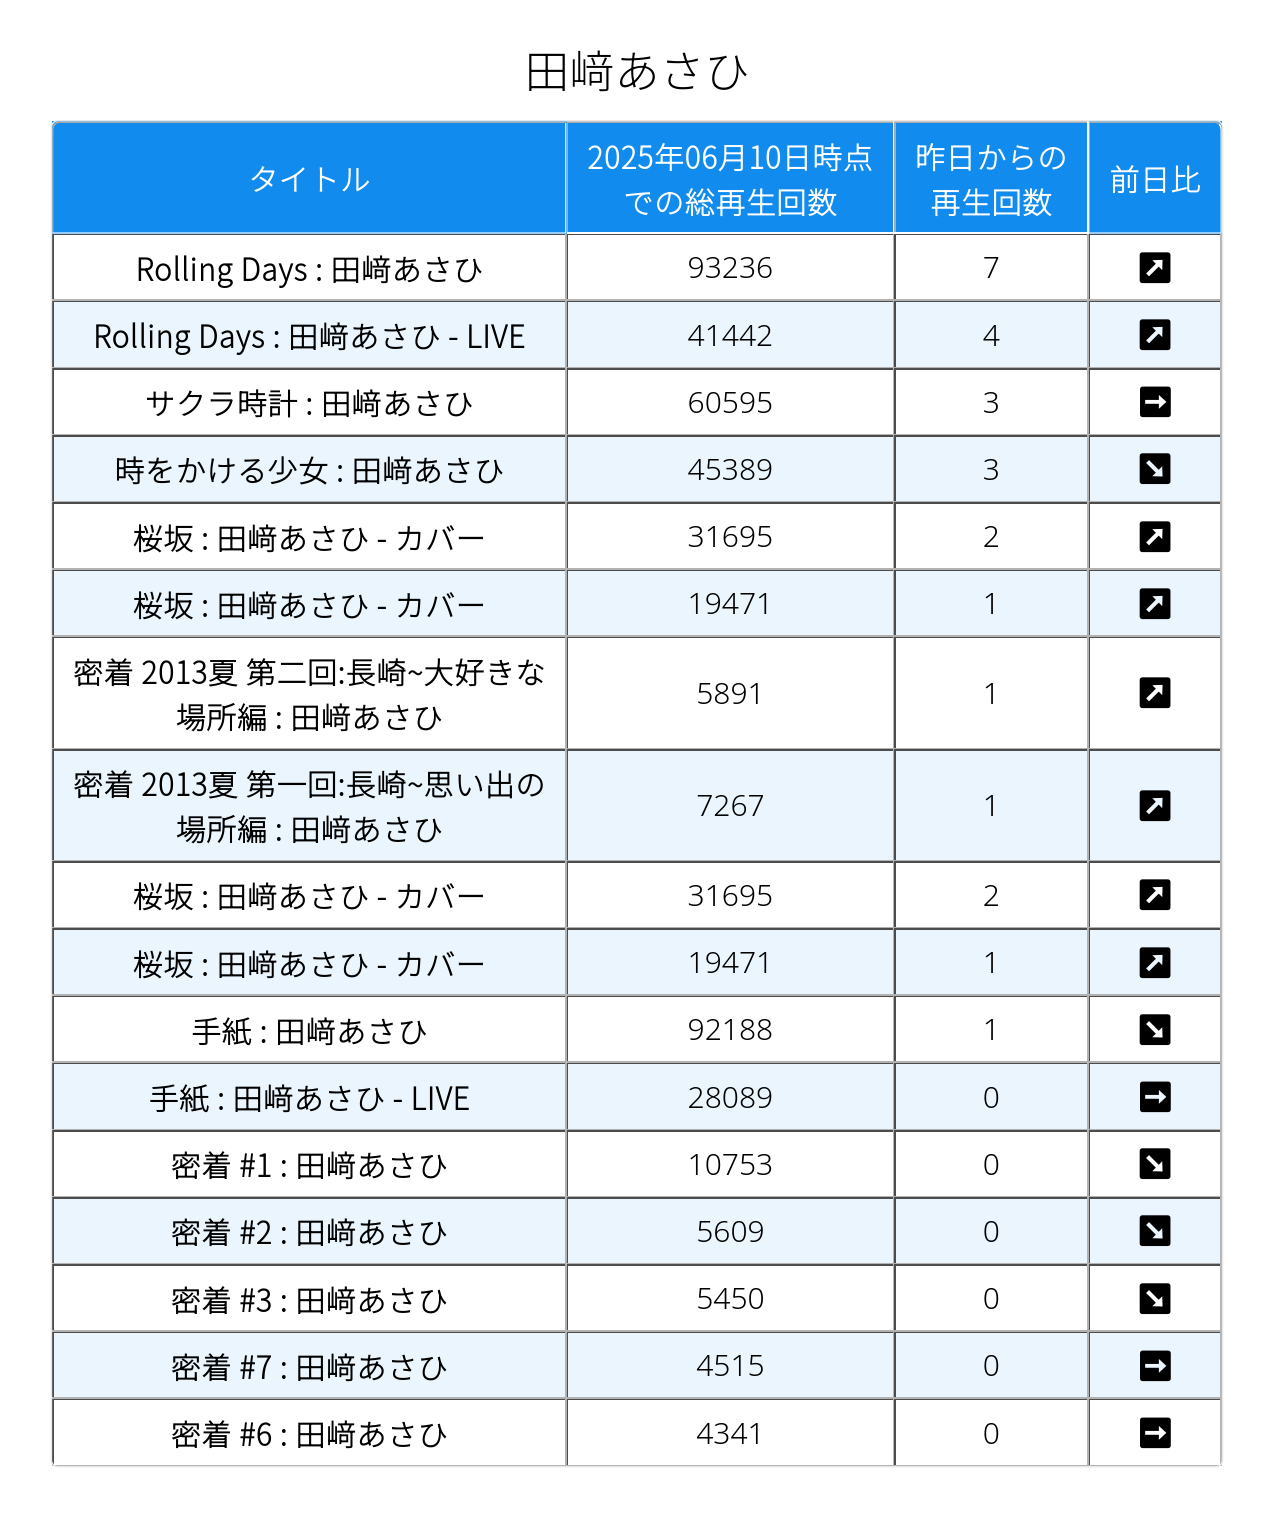 田﨑あさひ
タイトル
2025年06月10日時点
での総再生回数
昨日からの
再生回数
前日比
Rolling Days : 田﨑あさひ
93236
7
Rolling Days : 田﨑あさひ - LIVE
41442
4
サクラ時計 : 田﨑あさひ
60595
3
時をかける少女 : 田﨑あさひ
45389
3
桜坂 : 田﨑あさひ - カバー
31695
2
桜坂 : 田﨑あさひ - カバー
19471
1
密着 2013夏 第二回:長崎~大好きな
場所編 : 田﨑あさひ
5891
1
密着 2013夏 第一回:長崎~思い出の
場所編 : 田﨑あさひ
7267
1
桜坂 : 田﨑あさひ - カバー
31695
2
桜坂 : 田﨑あさひ - カバー
19471
1
手紙 : 田﨑あさひ
92188
1
手紙 : 田﨑あさひ - LIVE
28089
0
密着 #1 : 田﨑あさひ
10753
0
密着 #2 : 田﨑あさひ
5609
0
密着 #3 : 田﨑あさひ
5450
0
密着 #7 : 田﨑あさひ
4515
0
密着 #6 : 田﨑あさひ
4341
0